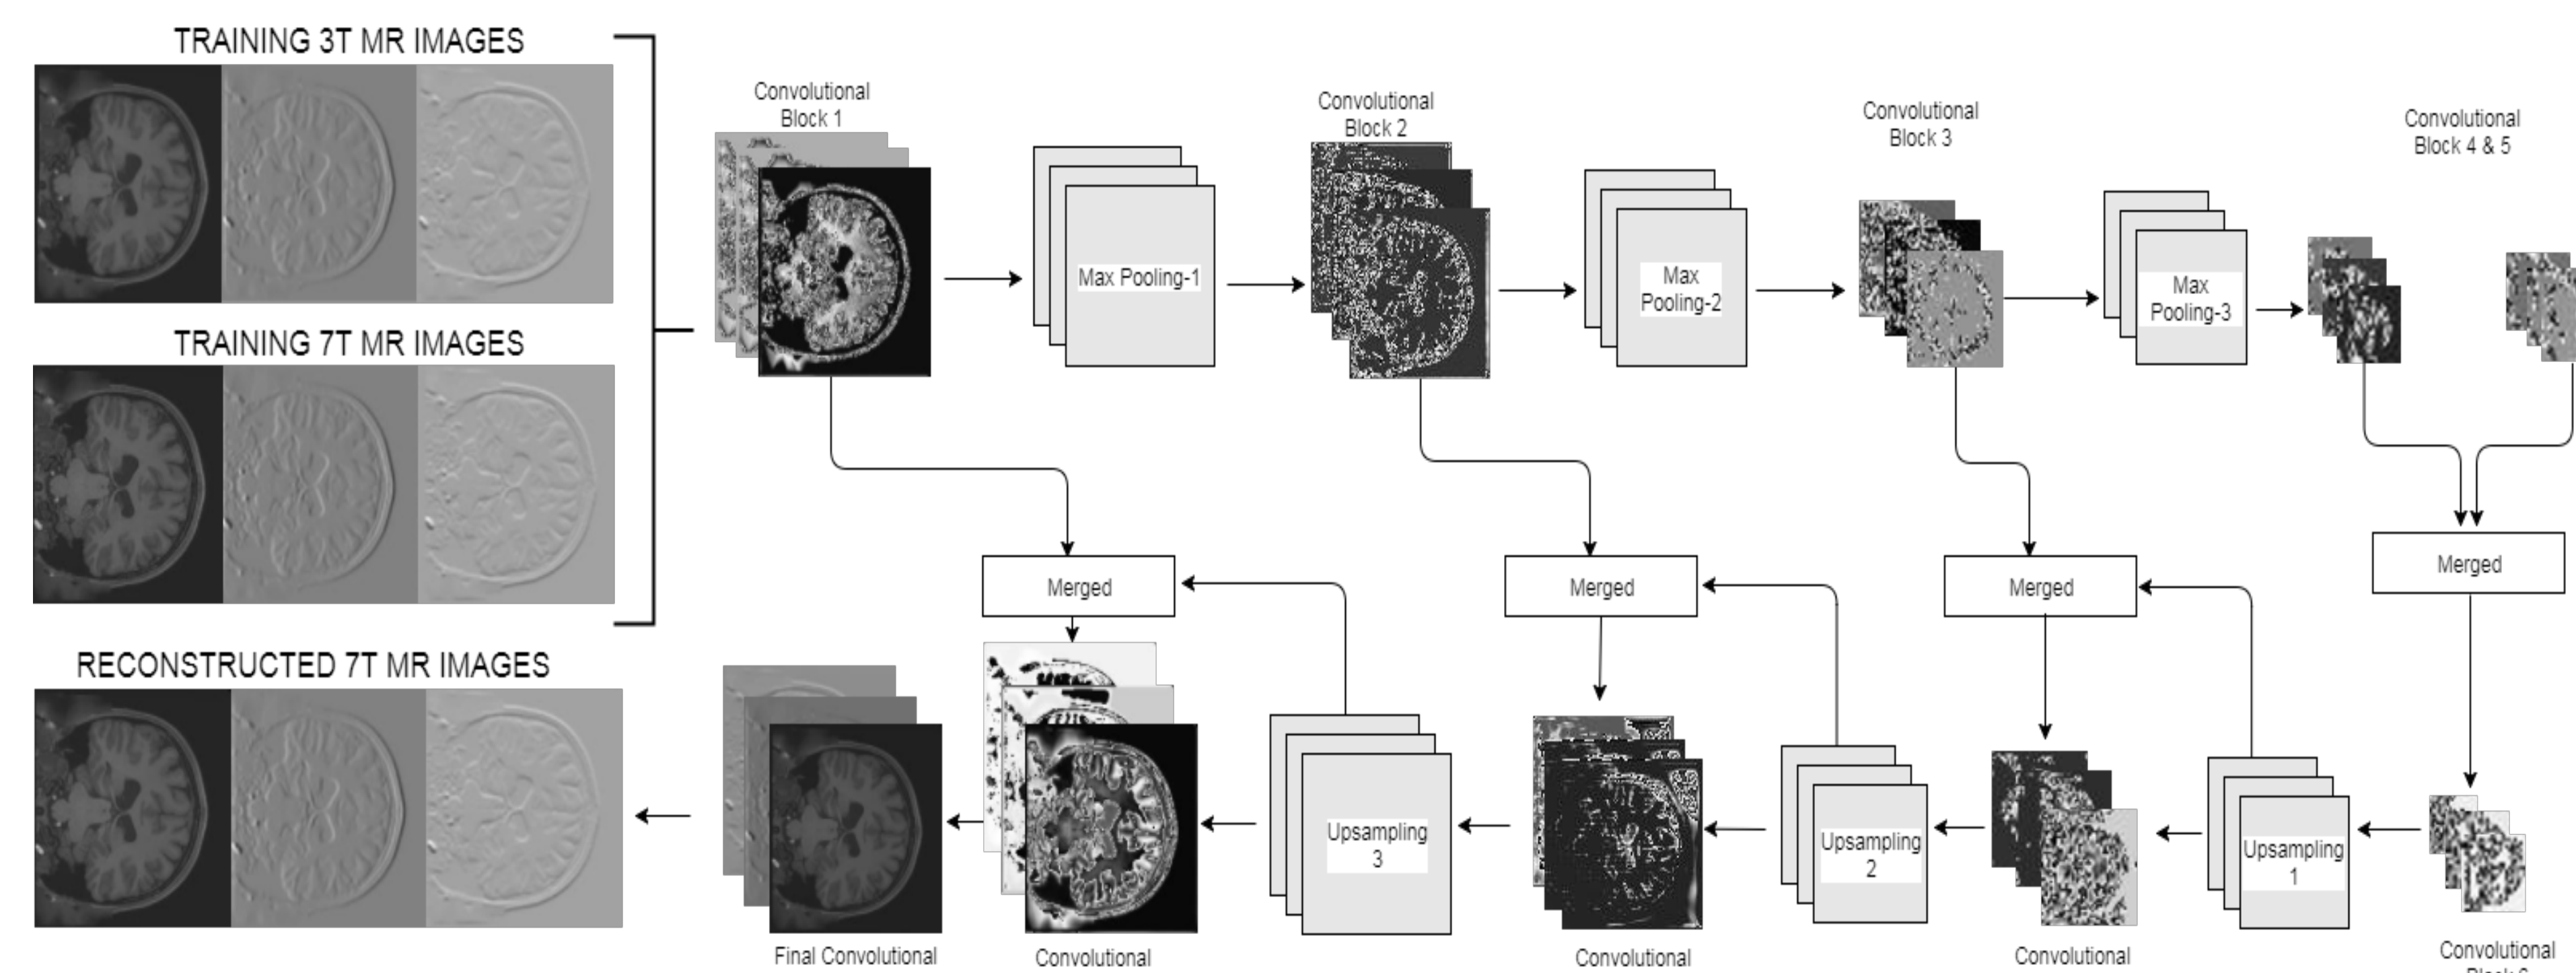 TRAINING 3T MR IMAGES
Convolutional
Block 1
Convolutional
Block 2
Convolutional
Block 3
Convolutional
Block 4 & 5
Max Pooling-1
Max
Pooling-2
Max
Pooling-3
TRAINING 7T MR IMAGES
Merged
Merged
Merged
Merged
RECONSTRUCTED 7T MR IMAGES
Upsampling
3
Upsampling
2
Upsampling
1
Final Convolutional
Convolutional
Convolutional
Convolutional
Convolutional